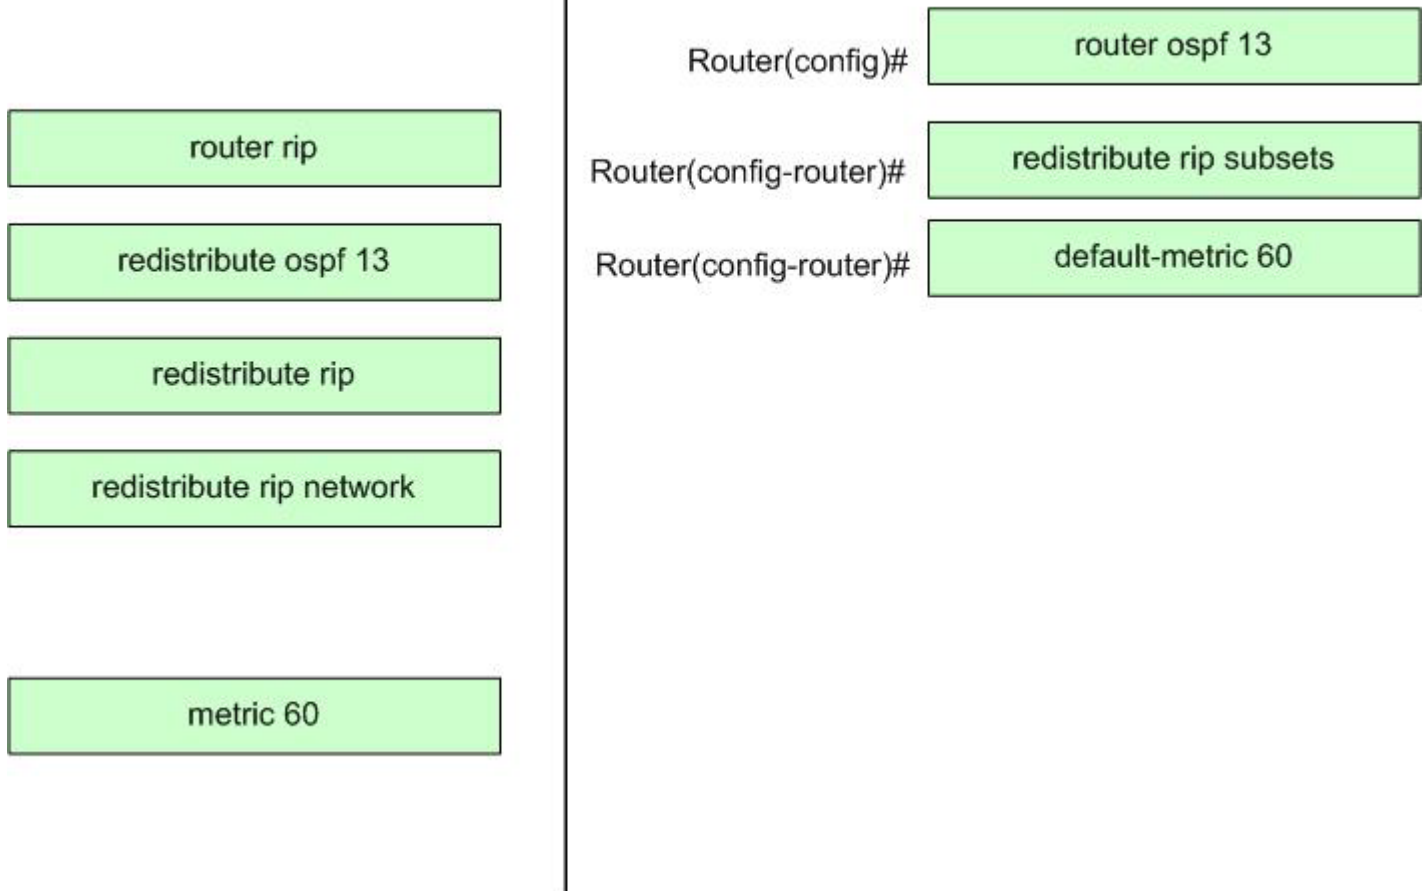 router rip
redistribute ospf 13
redistribute rip
redistribute rip network
metric 60
Router(config)# router ospf 13
Router(config-router)# redistribute rip subsets
Router(config-router)# default-metric 60